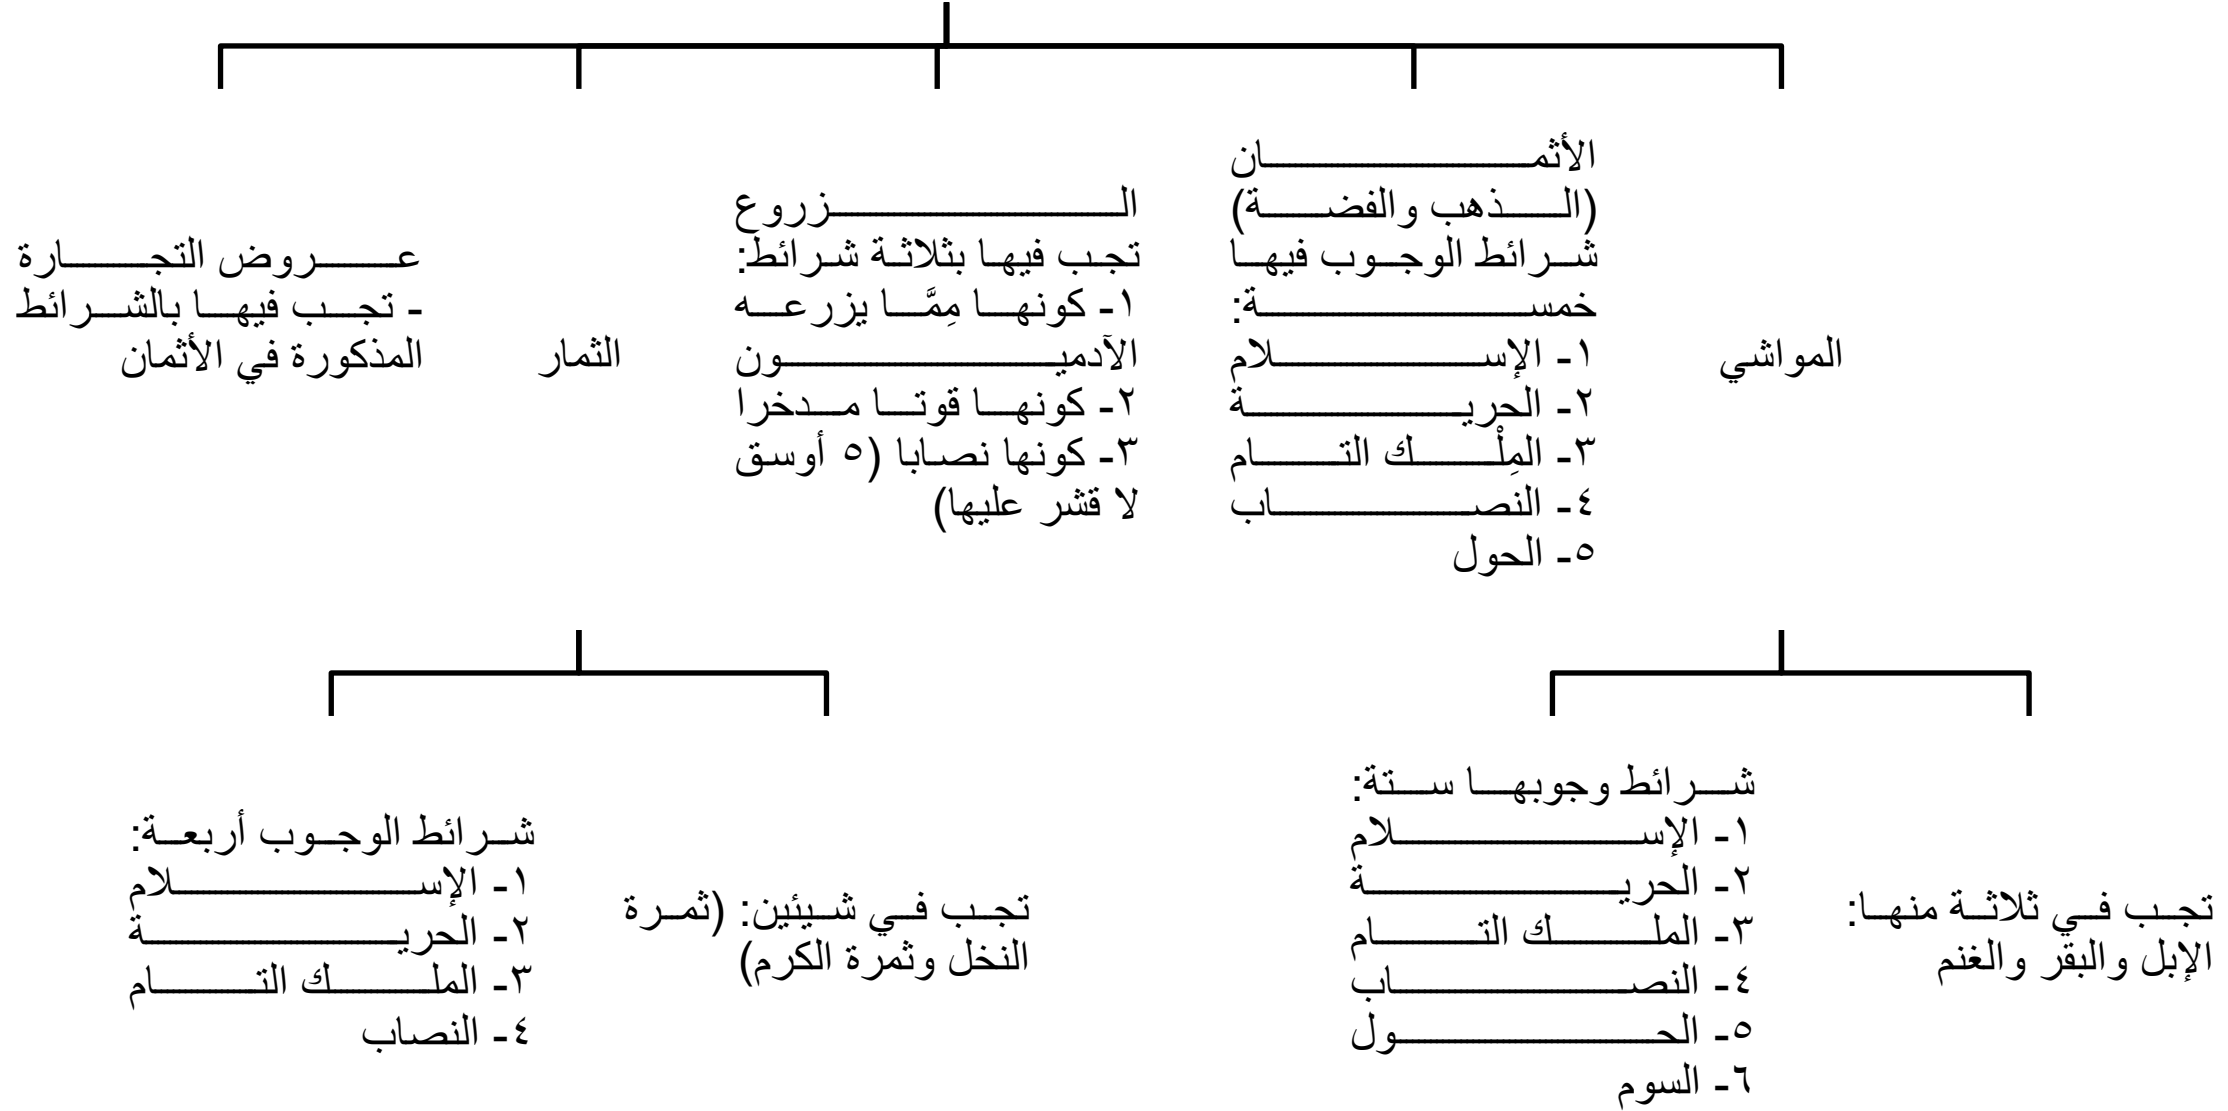 المواشي
الأثمان
(الذهب والفضة)
شرائط الوجوب فيها
خمسة:
١- الإسلام
٢- الحرية
٣- المِلْك التام
٤- النصاب
٥- الحول
الزروع
تجب فيها بثلاثة شرائط:
١- كونها مِمَّا يزرعه
الآدميون
٢- كونها قوتا مدخرا
٣- كونها نصابا (٥ أوسق
لا قشر عليها)
الثمار
عروض التجارة
- تجب فيها بالشرائط
المذكورة في الأثمان
تجب في ثلاثة منها:
الإبل والبقر والغنم
شرائط وجوبها ستة:
١- الإسلام
٢- الحرية
٣- الملك التام
٤- النصاب
٥- الحول
٦- السوم
تجب في شيئين: (ثمرة
النخل وثمرة الكرم)
شرائط الوجوب أربعة:
١- الإسلام
٢- الحرية
٣- الملك التام
٤- النصاب